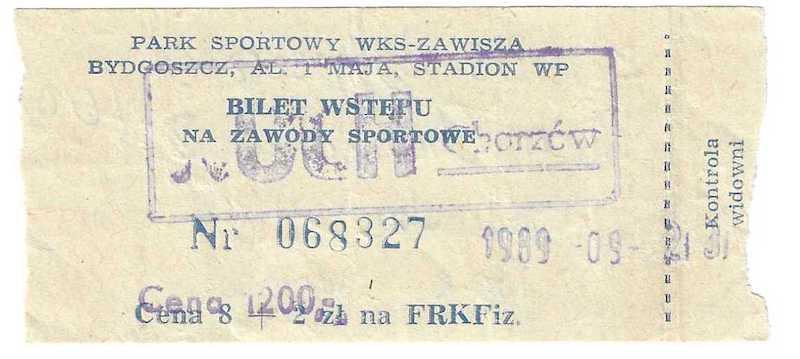 PARK SPORTOWY WKS-ZAWISZA
BYDGOSZCZ, AL. 1 MAJA, STADION WP
BILET WSTĘPU
NA ZAWODY SPORTOWE
RUCH Chorzów
Nr 068327
1989 -09-
Cena 1200,-
Cena 8 + 2 zł na FRKFiz.
Kontrola
widowni